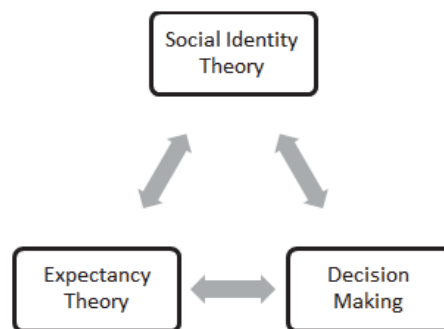 Social Identity
Theory
Expectancy
Theory
Decision
Making